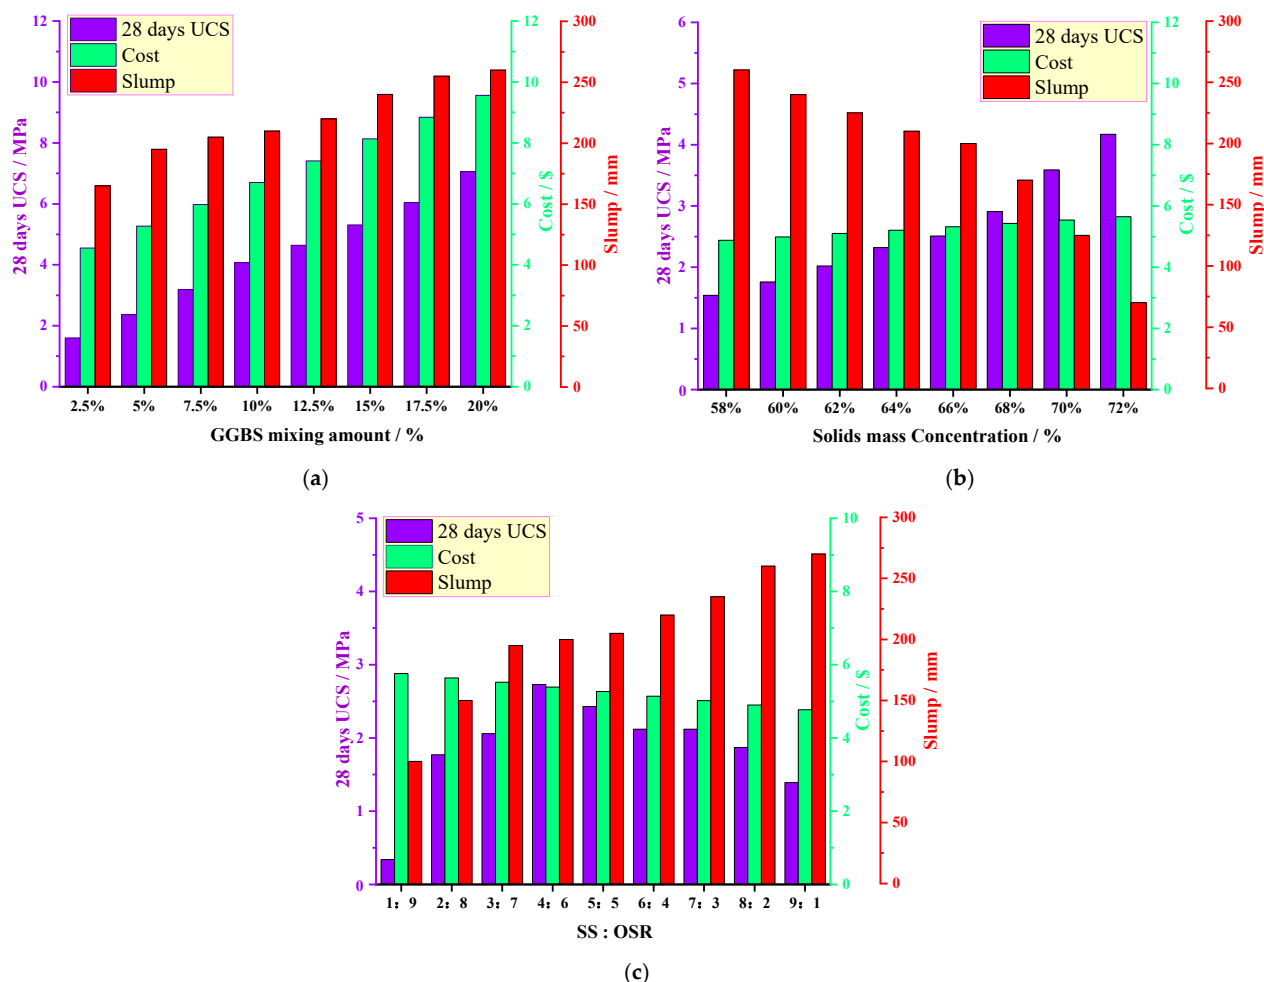 28 days UCS
Cost
Slump
12
10
8
6
4
2
0
28 days UCS / MPa
12
10
8
6
4
2
0
Cost / $
300
250
200
150
100
50
0
Slump / mm
2.5% 5% 7.5% 10% 12.5% 15% 17.5% 20%
GGBS mixing amount / %
(a)
28 days UCS
Cost
Slump
6
5
4
3
2
1
0
28 days UCS / MPa
12
10
8
6
4
2
0
Cost / $
300
250
200
150
100
50
0
Slump / mm
58% 60% 62% 64% 66% 68% 70% 72%
Solids mass Concentration / %
(b)
28 days UCS
Cost
Slump
5
4
3
2
1
0
28 days UCS / MPa
10
8
6
4
2
0
Cost / $
300
250
200
150
100
50
0
Slump / mm
1: 9 2: 8 3: 7 4: 6 5: 5 6: 4 7: 3 8: 2 9: 1
SS : OSR
(c)